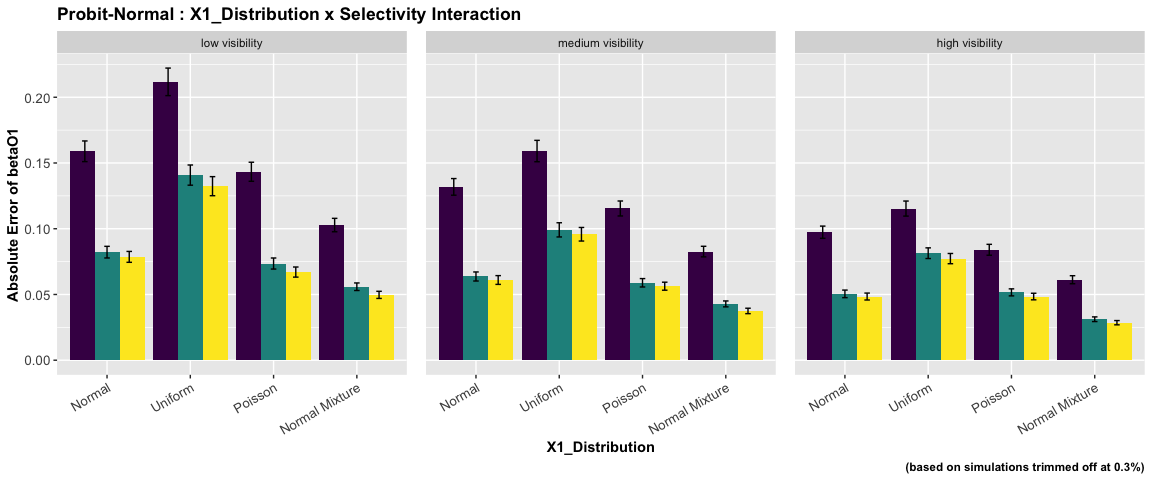 Probit-Normal : X1_Distribution x Selectivity Interaction
low visibility
medium visibility
high visibility
Absolute Error of betaO1
0.20
0.15
0.10
0.05
0.00
Normal
Uniform
Poisson
Normal Mixture
Normal
Uniform
Poisson
Normal Mixture
Normal
Uniform
Poisson
Normal Mixture
X1_Distribution
(based on simulations trimmed off at 0.3%)